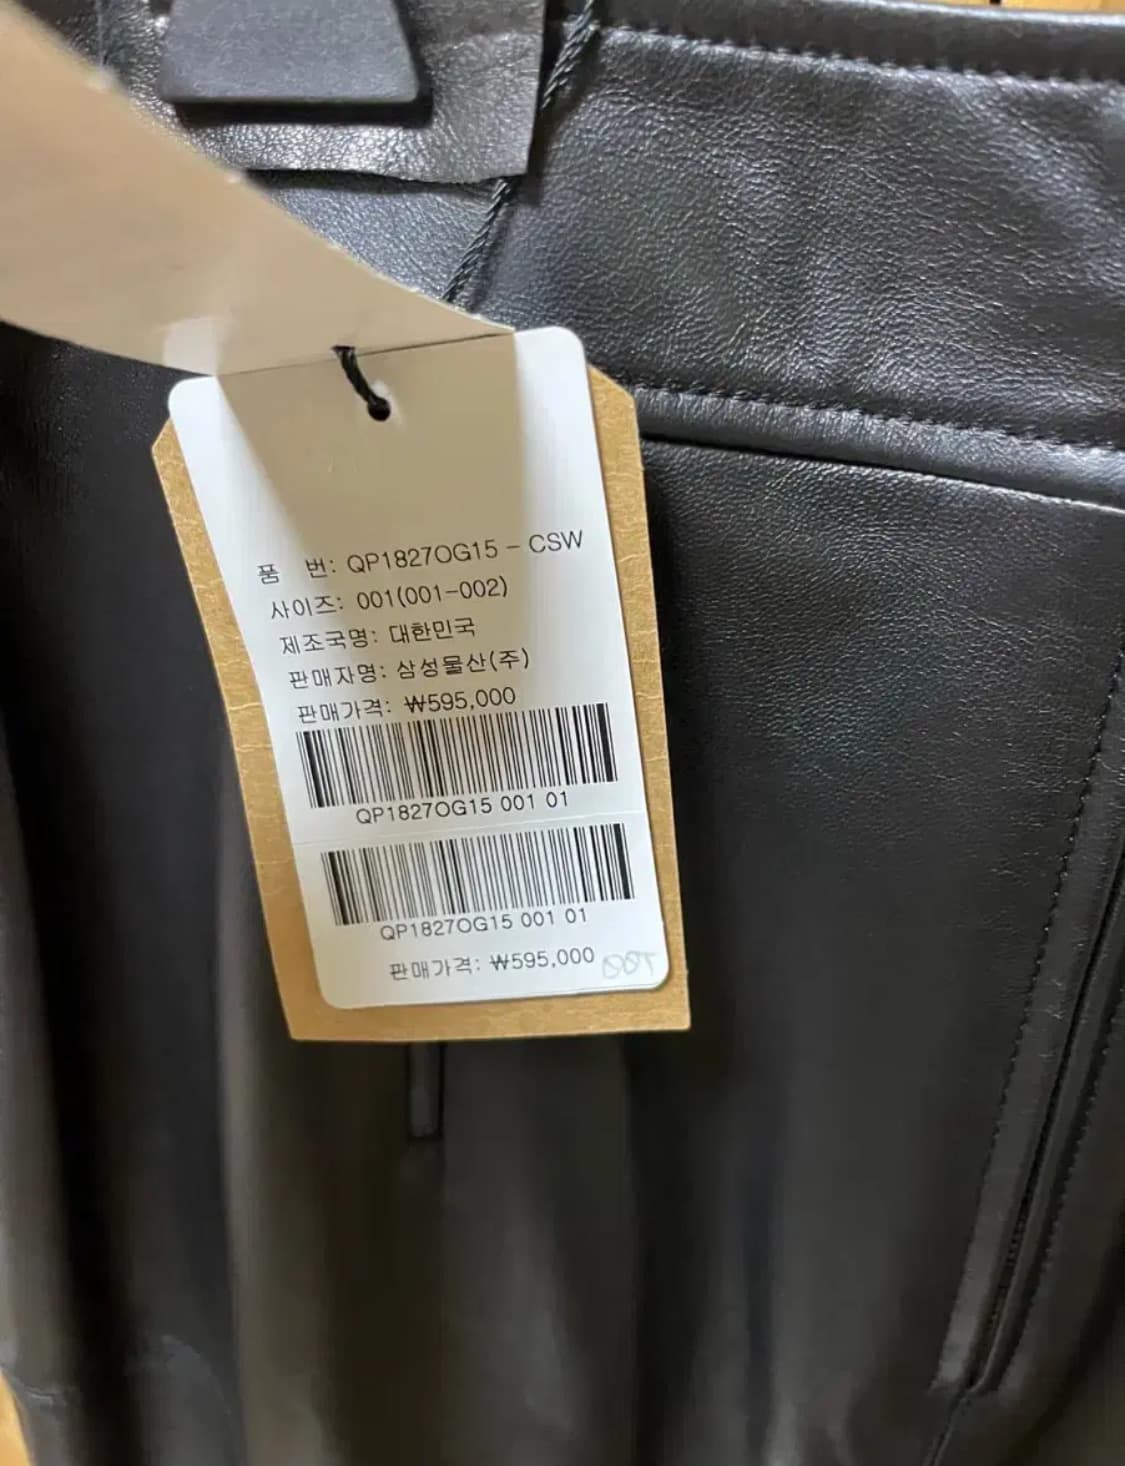 품 번: QP1827OG15 - CSW
사이즈: 001(001-002)
제조국명: 대한민국
판매자명: 삼성물산(주)
판매가격: ₩595,000
QP1827OG15 001 01
QP1827OG15 001 01
판매가격: ₩595,000